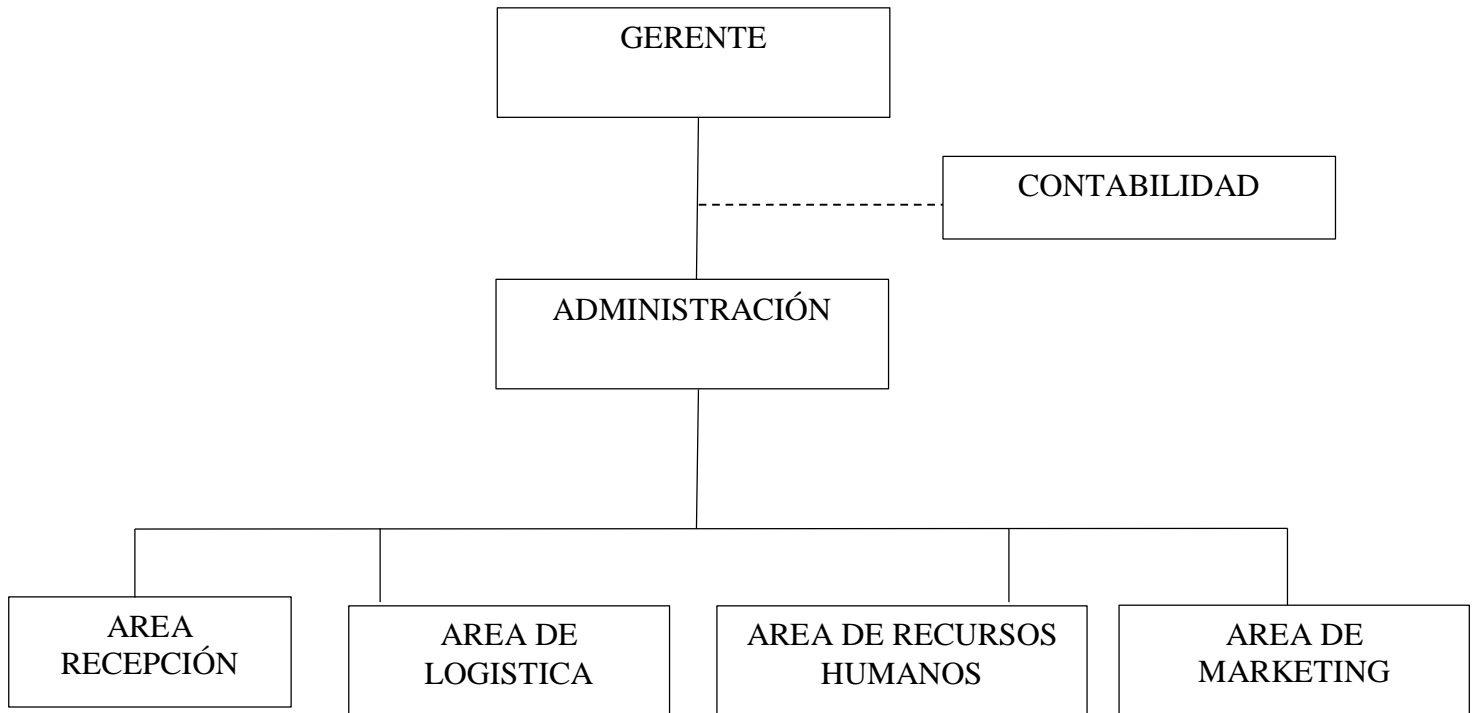 GERENTE
CONTABILIDAD
ADMINISTRACIÓN
AREA
RECEPCIÓN
AREA DE
LOGISTICA
AREA DE RECURSOS
HUMANOS
AREA DE
MARKETING